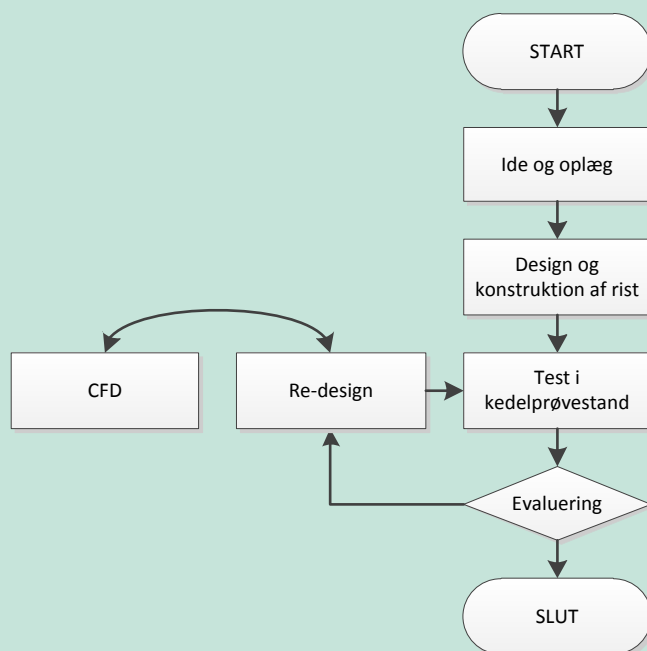 START
Ide og oplæg
Design og
konstruktion af rist
CFD
Re-design
Test i
kedelprøvestand
Evaluering
SLUT